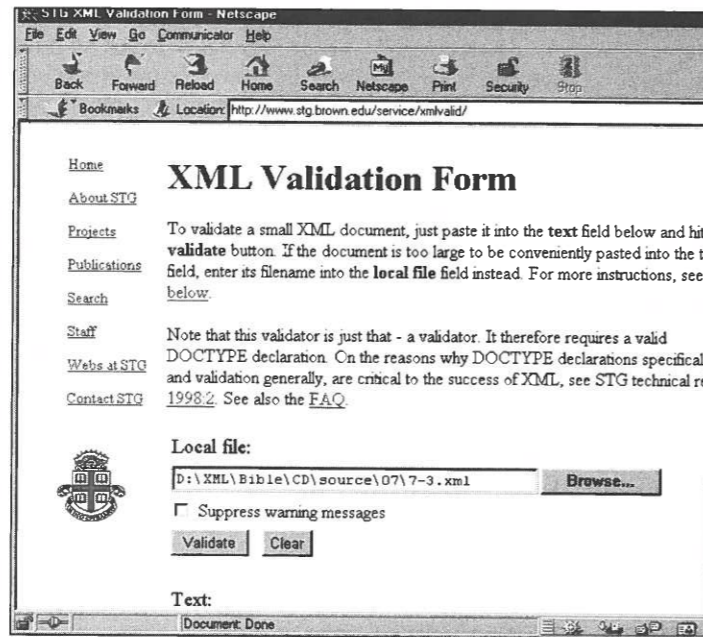 STG XML Validation Form - Netscape
File Edit View Go Communicator Help
Back Forward Reload Home Search Netscape Print Security Stop
Bookmarks Location: http://www.stg.brown.edu/service/xmlvalid/
Home
About STG
Projects
Publications
Search
Staff
Webs at STG
Contact STG
XML Validation Form
To validate a small XML document, just paste it into the text field below and hit
validate button. If the document is too large to be conveniently pasted into the t
field, enter its filename into the local file field instead. For more instructions, see
below.
Note that this validator is just that - a validator. It therefore requires a valid
DOCTYPE declaration. On the reasons why DOCTYPE declarations specifical
and validation generally, are critical to the success of XML, see STG technical re
1998:2. See also the FAQ.
Local file:
D:\XML\Bible\CD\source\07\7-3.xml Browse...
Suppress warning messages
Validate Clear
Text:
Document: Done